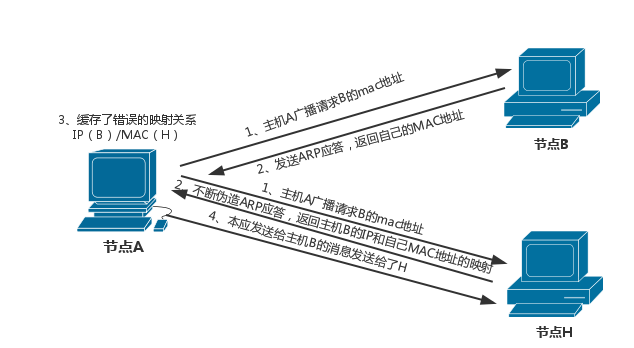 1、主机A广播请求B的mac地址
3、缓存了错误的映射关系
IP（B）/MAC（H）
2、发送ARP应答，返回自己的MAC地址
节点B
1、主机A广播请求B的mac地址
2、不断伪造ARP应答，返回主机B的IP和自己MAC地址的映射
4、本应发送给主机B的消息发送给了H
节点A
节点H